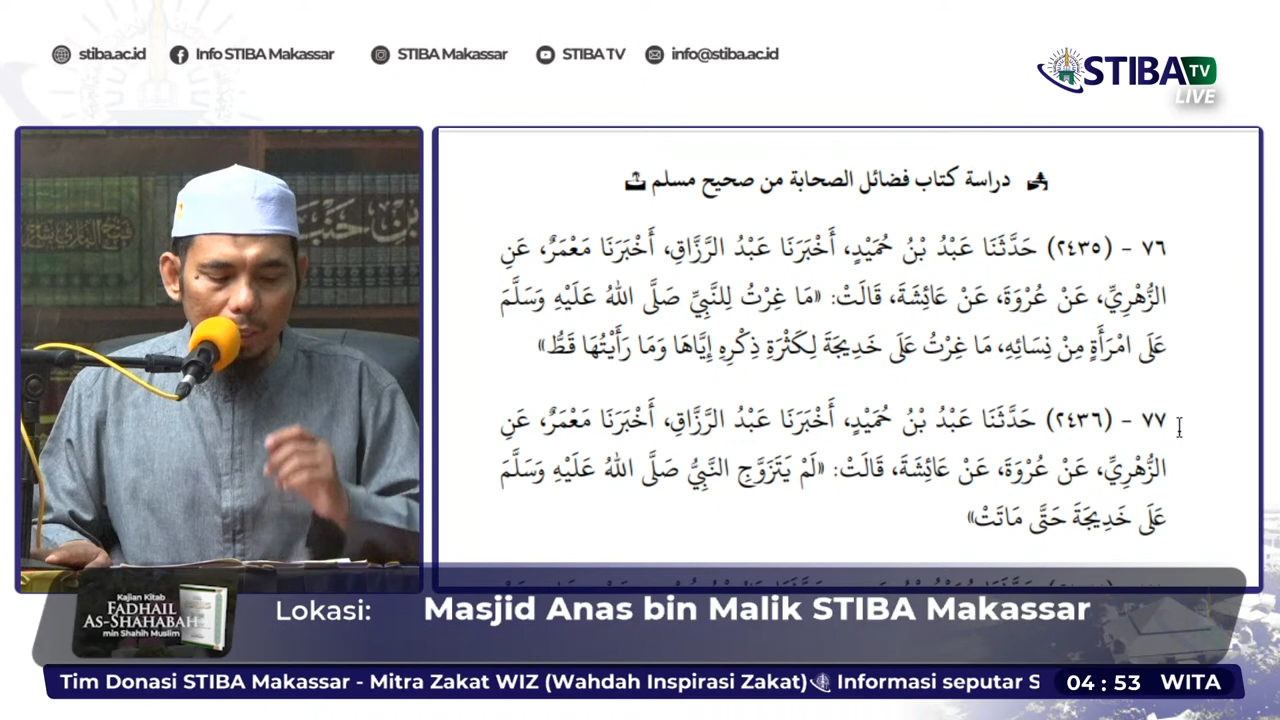 stiba.ac.id
Info STIBA Makassar
STIBA Makassar
STIBA TV
info@stiba.ac.id
STIBA TV
LIVE
دراسة كتاب فضائل الصحابة من صحيح مسلم
٧٦ - (٢٤٣٥) حَدَّثَنَا عَبْدُ بْنُ حُمَيْدٍ، أَخْبَرَنَا عَبْدُ الرَّزَّاقِ، أَخْبَرَنَا مَعْمَرٌ، عَنِ
الزُّهْرِيِّ، عَنْ عُرْوَةَ، عَنْ عَائِشَةَ، قَالَتْ: «مَا غِرْتُ لِلنَّبِيِّ صَلَّى اللهُ عَلَيْهِ وَسَلَّمَ
عَلَى امْرَأَةٍ مِنْ نِسَائِهِ، مَا غِرْتُ عَلَى خَدِيجَةَ لِكَثْرَةِ ذِكْرِهِ إِيَّاهَا وَمَا رَأَيْتُهَا قَطُّ»
٧٧ - (٢٤٣٦) حَدَّثَنَا عَبْدُ بْنُ حُمَيْدٍ، أَخْبَرَنَا عَبْدُ الرَّزَّاقِ، أَخْبَرَنَا مَعْمَرٌ، عَنِ
الزُّهْرِيِّ، عَنْ عُرْوَةَ، عَنْ عَائِشَةَ، قَالَتْ: «لَمْ يَتَزَوَّجِ النَّبِيُّ صَلَّى اللهُ عَلَيْهِ وَسَلَّمَ
عَلَى خَدِيجَةَ حَتَّى مَاتَتْ»
Kajian Kitab
FADHAIL
AS-SHAHABAH
min Shahih Muslim
Lokasi: Masjid Anas bin Malik STIBA Makassar
Tim Donasi STIBA Makassar - Mitra Zakat WIZ (Wahdah Inspirasi Zakat) Informasi seputar S
04 : 53 WITA